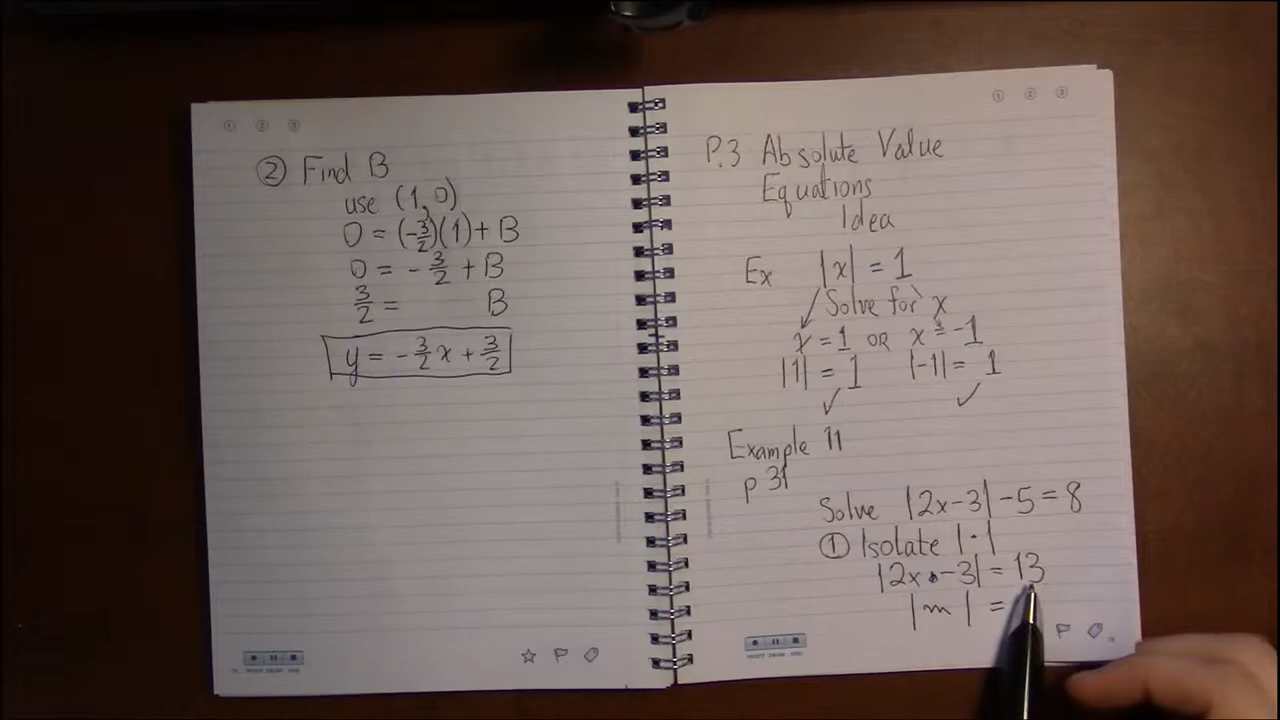 ② Find B
use (1,0)
0 = (-3/2)(1) + B
0 = -3/2 + B
3/2 = B
y = -3/2 x + 3/2
P.3 Absolute Value
Equations
Idea
Ex |x| = 1
Solve for x
x = 1 OR x = -1
|1| = 1 |-1| = 1
✓ ✓
Example 11
p 31
Solve |2x-3| - 5 = 8
① Isolate |·|
|2x - 3| = 13
|m| =